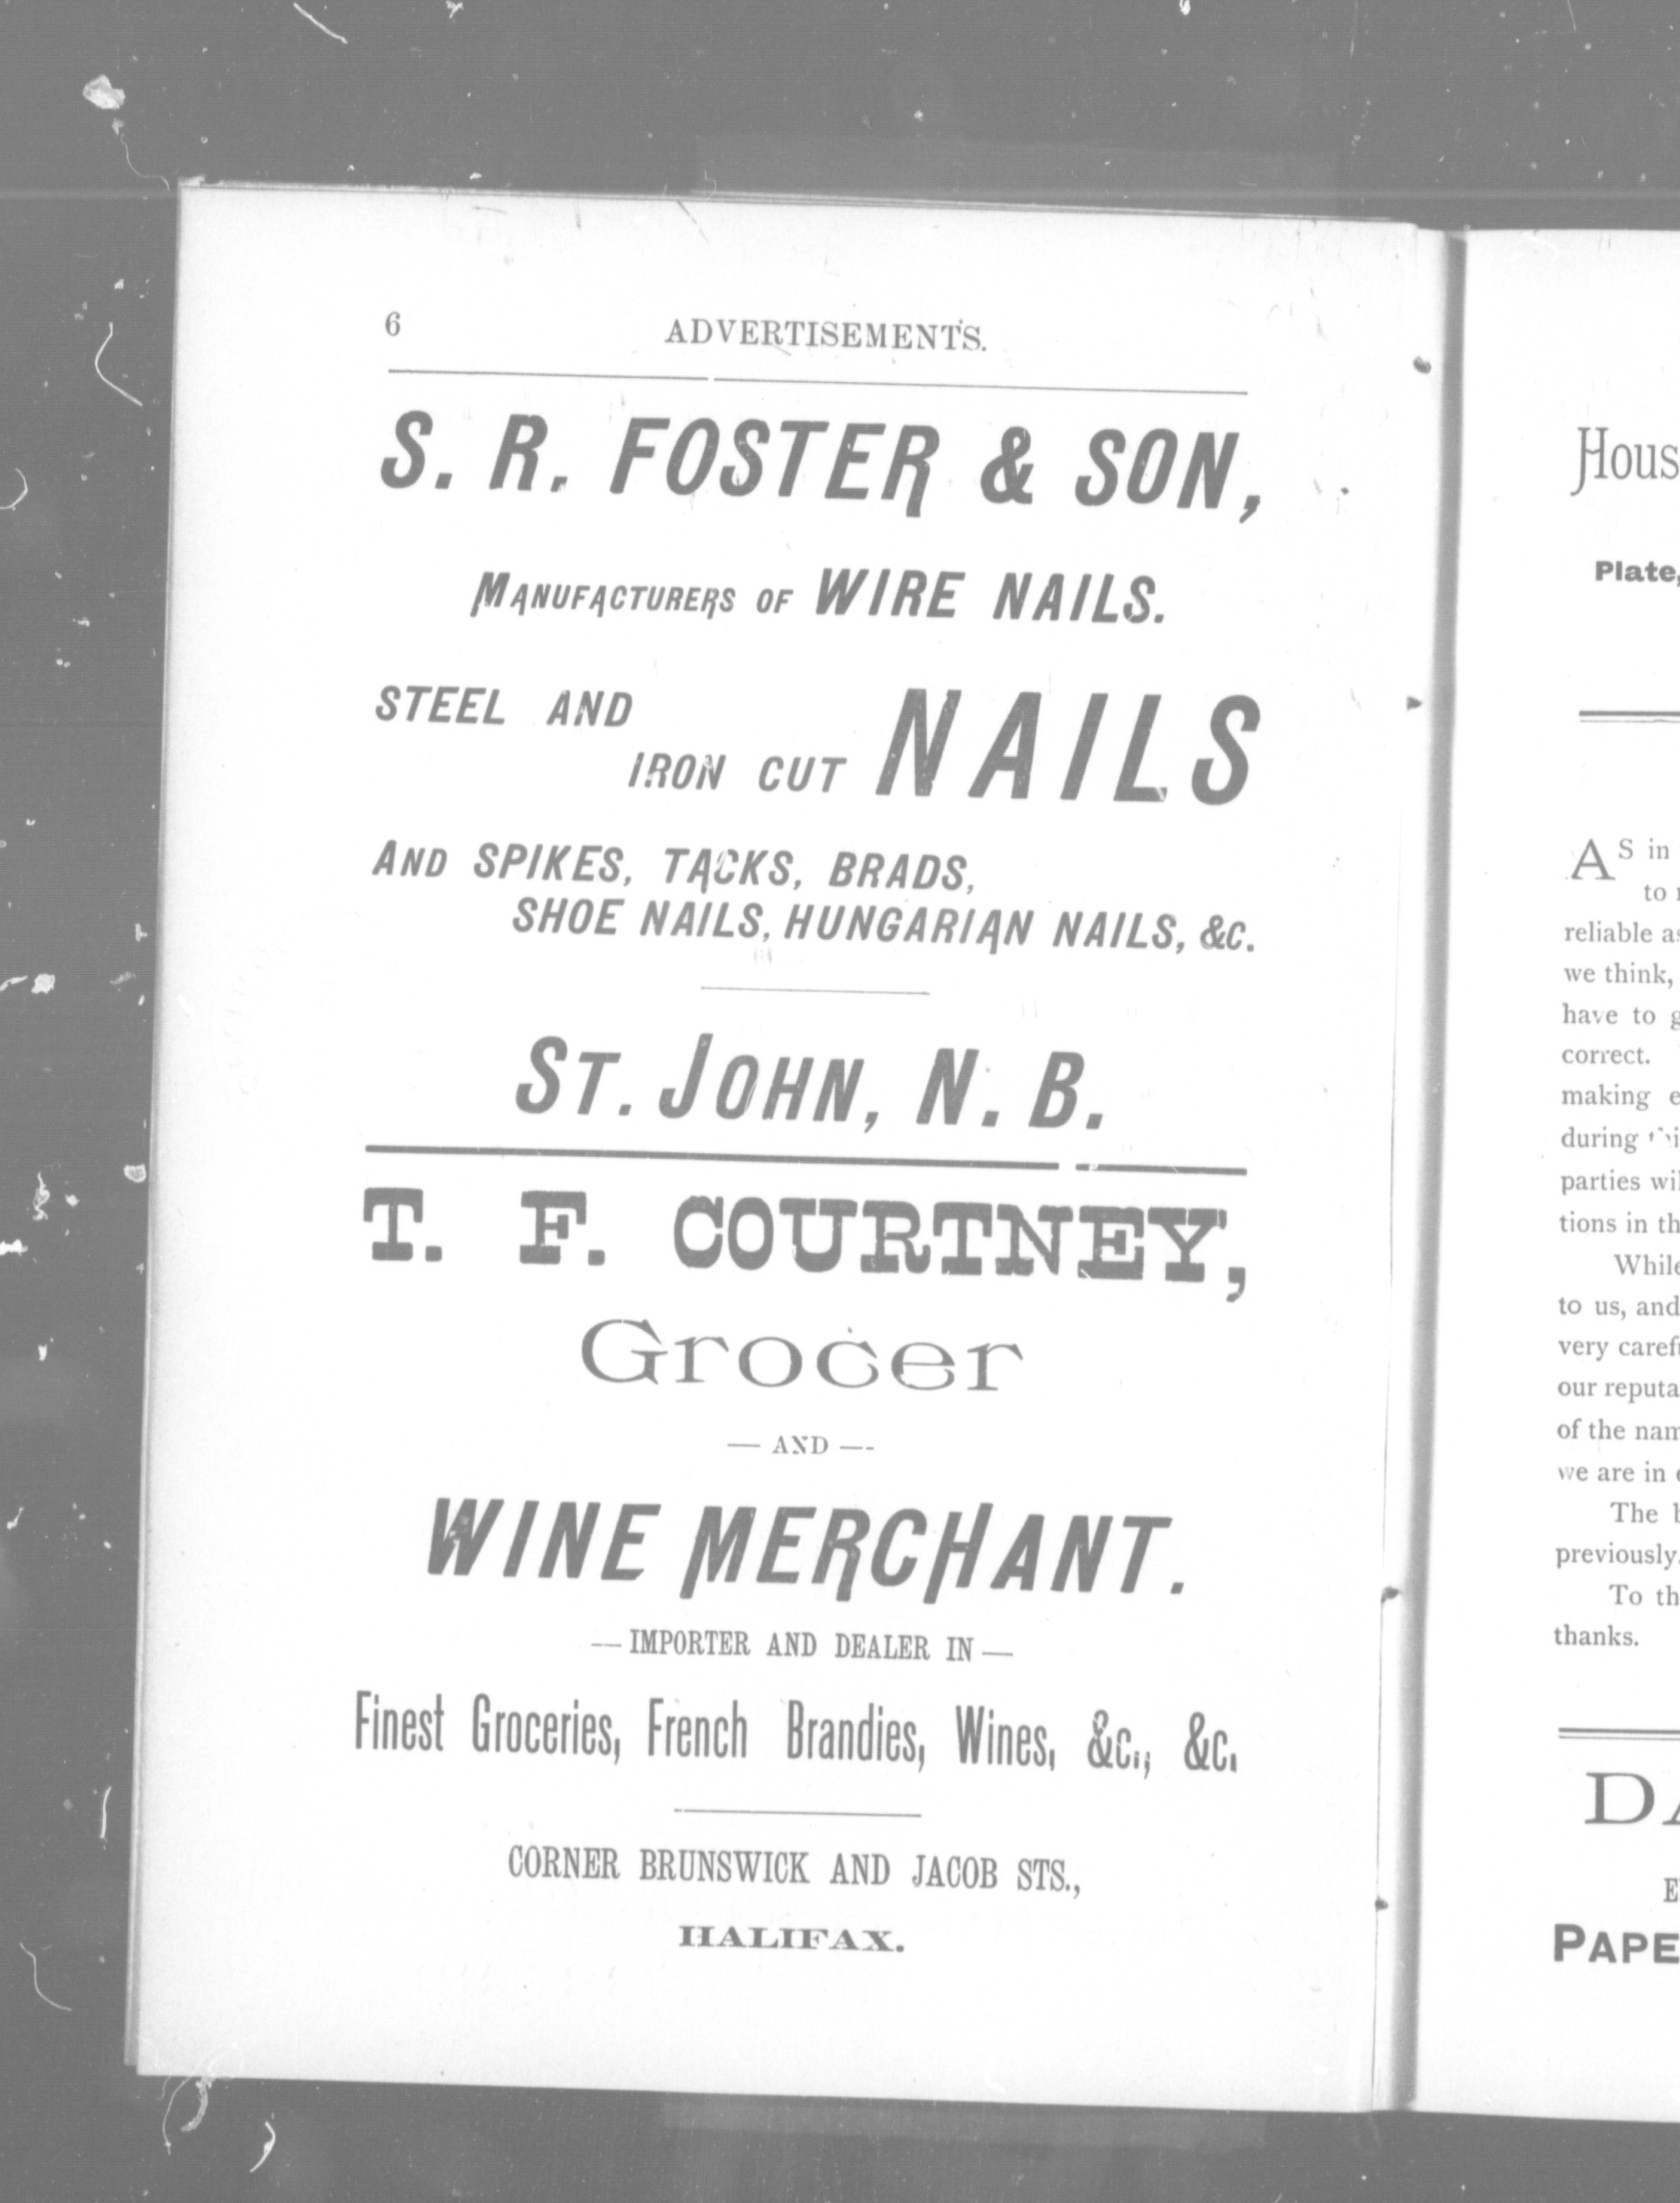 6 ADVERTISEMENTS.
S. R. FOSTER & SON,
MANUFACTURERS OF WIRE NAILS.
STEEL AND
IRON CUT NAILS
AND SPIKES, TACKS, BRADS,
SHOE NAILS, HUNGARIAN NAILS, &C.
ST. JOHN, N. B.
T. F. COURTNEY,
Grocer
— AND —
WINE MERCHANT.
— IMPORTER AND DEALER IN —
Finest Groceries, French Brandies, Wines, &c., &c.
CORNER BRUNSWICK AND JACOB STS.,
HALIFAX.
Hous
Plate,
AS in
to
reliable as
we think,
have to g
correct.
making e
during
parties wil
tions in th
While
to us, and
very caref
our reputa
of the nam
we are in
The b
previously.
To th
thanks.
DA
E
PAPE